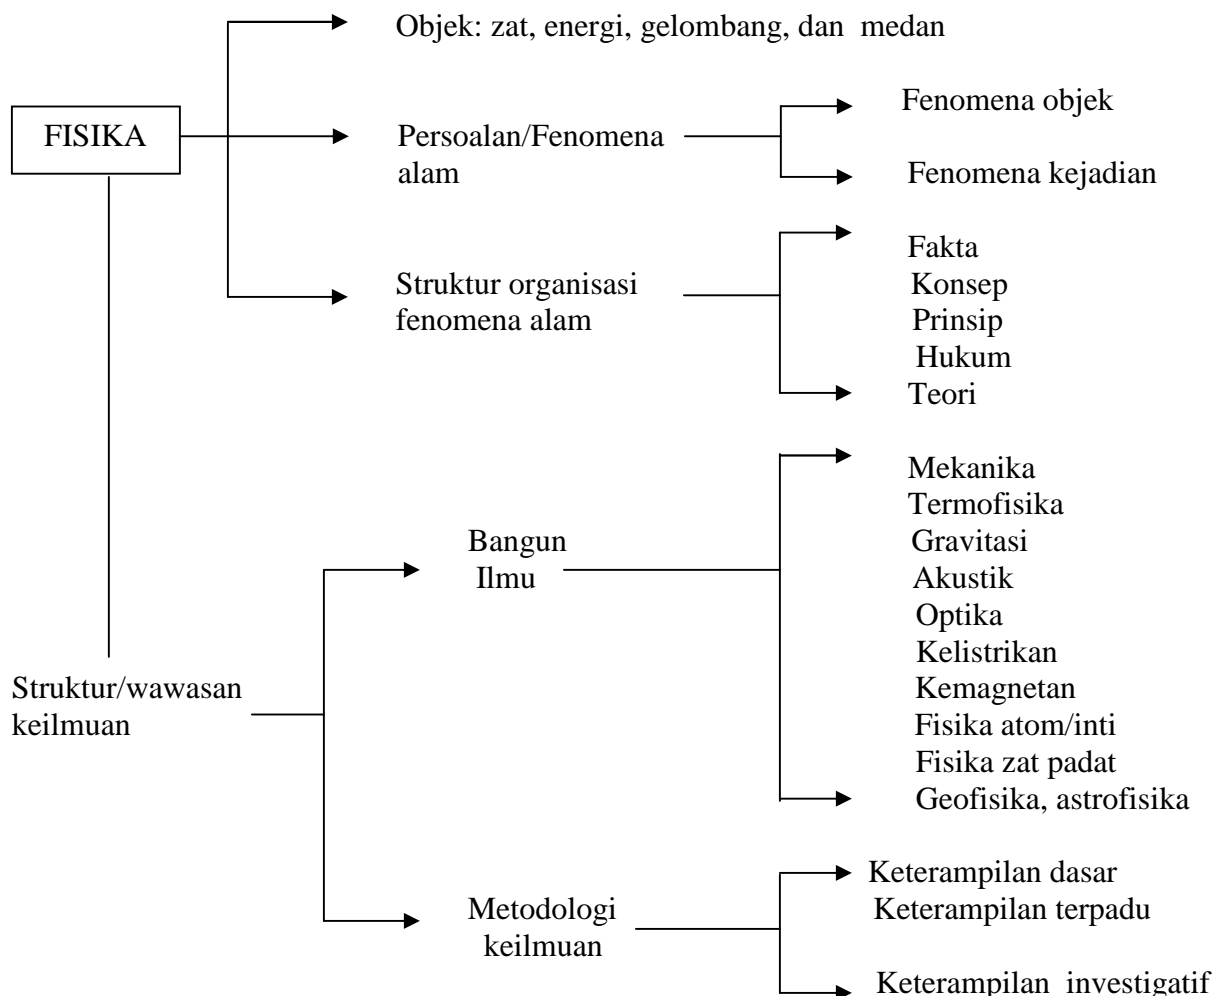 Objek: zat, energi, gelombang, dan  medan
FISIKA
Persoalan/Fenomena
alam
Fenomena objek
Fenomena kejadian
Struktur organisasi
fenomena alam
Fakta
Konsep
Prinsip
Hukum
Teori
Struktur/wawasan
keilmuan
Bangun
Ilmu
Mekanika
Termofisika
Gravitasi
Akustik
Optika
Kelistrikan
Kemagnetan
Fisika atom/inti
Fisika zat padat
Geofisika, astrofisika
Metodologi
keilmuan
Keterampilan dasar
Keterampilan terpadu
Keterampilan  investigatif